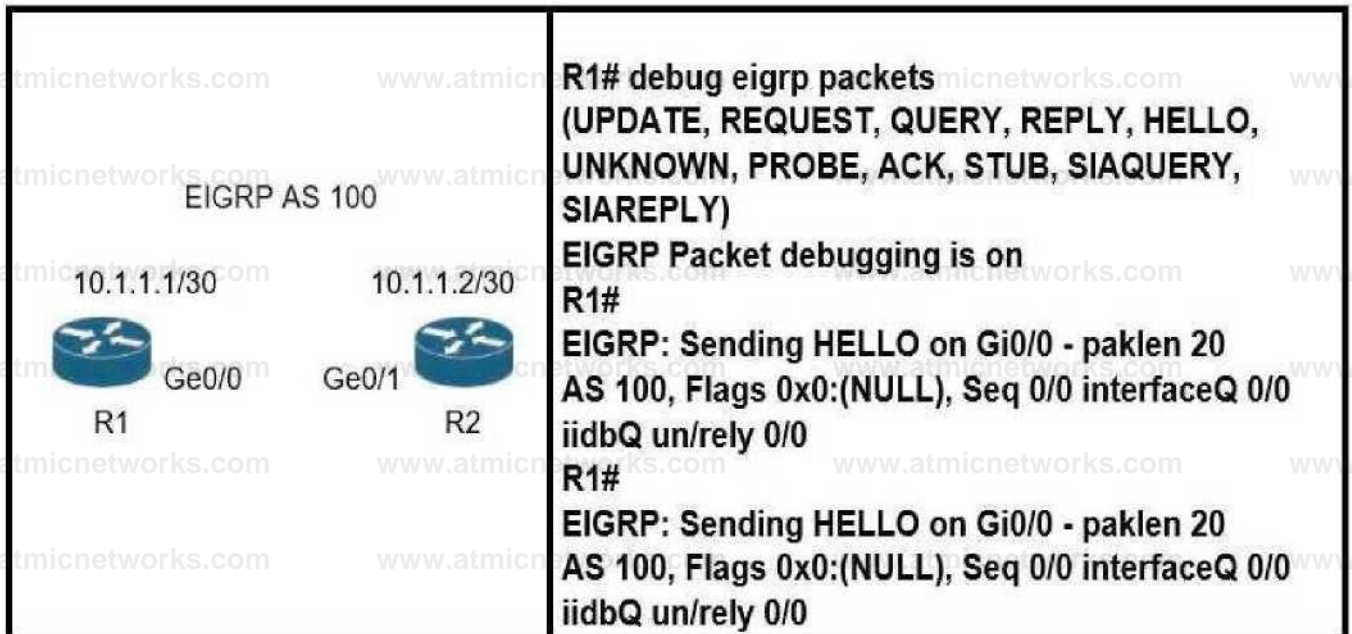 EIGRP AS 100
10.1.1.1/30
10.1.1.2/30
Ge0/0
Ge0/1
R1
R2
R1# debug eigrp packets
(UPDATE, REQUEST, QUERY, REPLY, HELLO,
UNKNOWN, PROBE, ACK, STUB, SIAQUERY,
SIAREPLY)
EIGRP Packet debugging is on
R1#
EIGRP: Sending HELLO on Gi0/0 - paklen 20
AS 100, Flags 0x0:(NULL), Seq 0/0 interfaceQ 0/0
iidbQ un/rely 0/0
R1#
EIGRP: Sending HELLO on Gi0/0 - paklen 20
AS 100, Flags 0x0:(NULL), Seq 0/0 interfaceQ 0/0
iidbQ un/rely 0/0
www.atmicnetworks.com